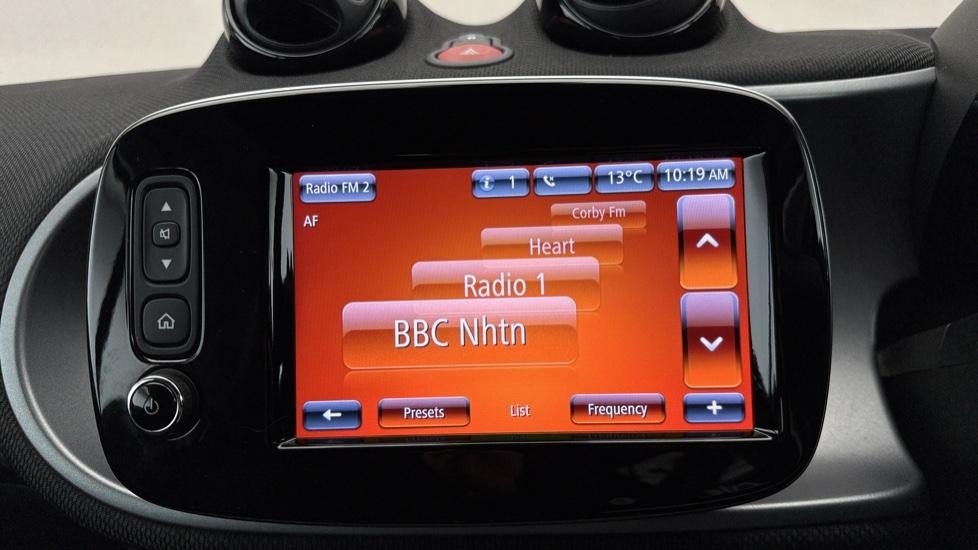 Radio FM 2
1
13°C
10:19 AM
AF
Corby Fm
Heart
Radio 1
BBC Nhtn
Presets
List
Frequency
+